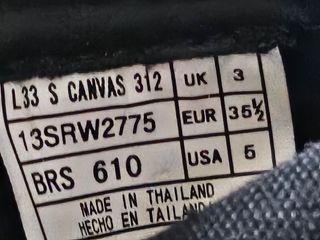 L33 S CANVAS 312 UK 3
13SRW2775 EUR 35½
BRS 610 USA 5
MADE IN THAILAND
HECHO EN TAILANDIA